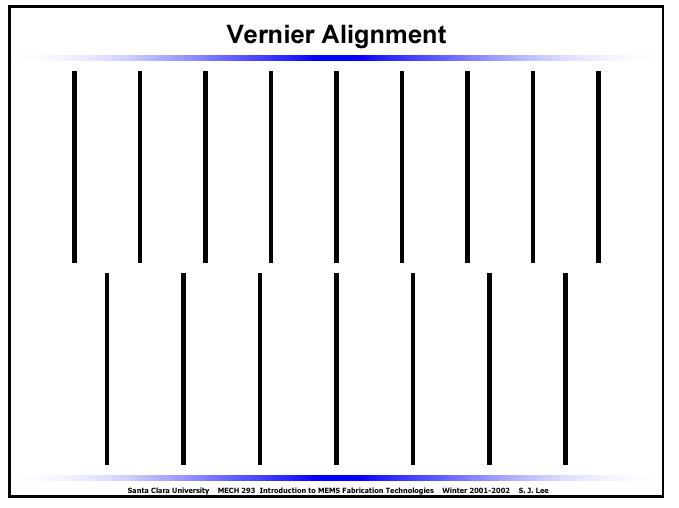 Vernier Alignment
Santa Clara University MECH 293 Introduction to MEMS Fabrication Technologies Winter 2001-2002 S. J. Lee